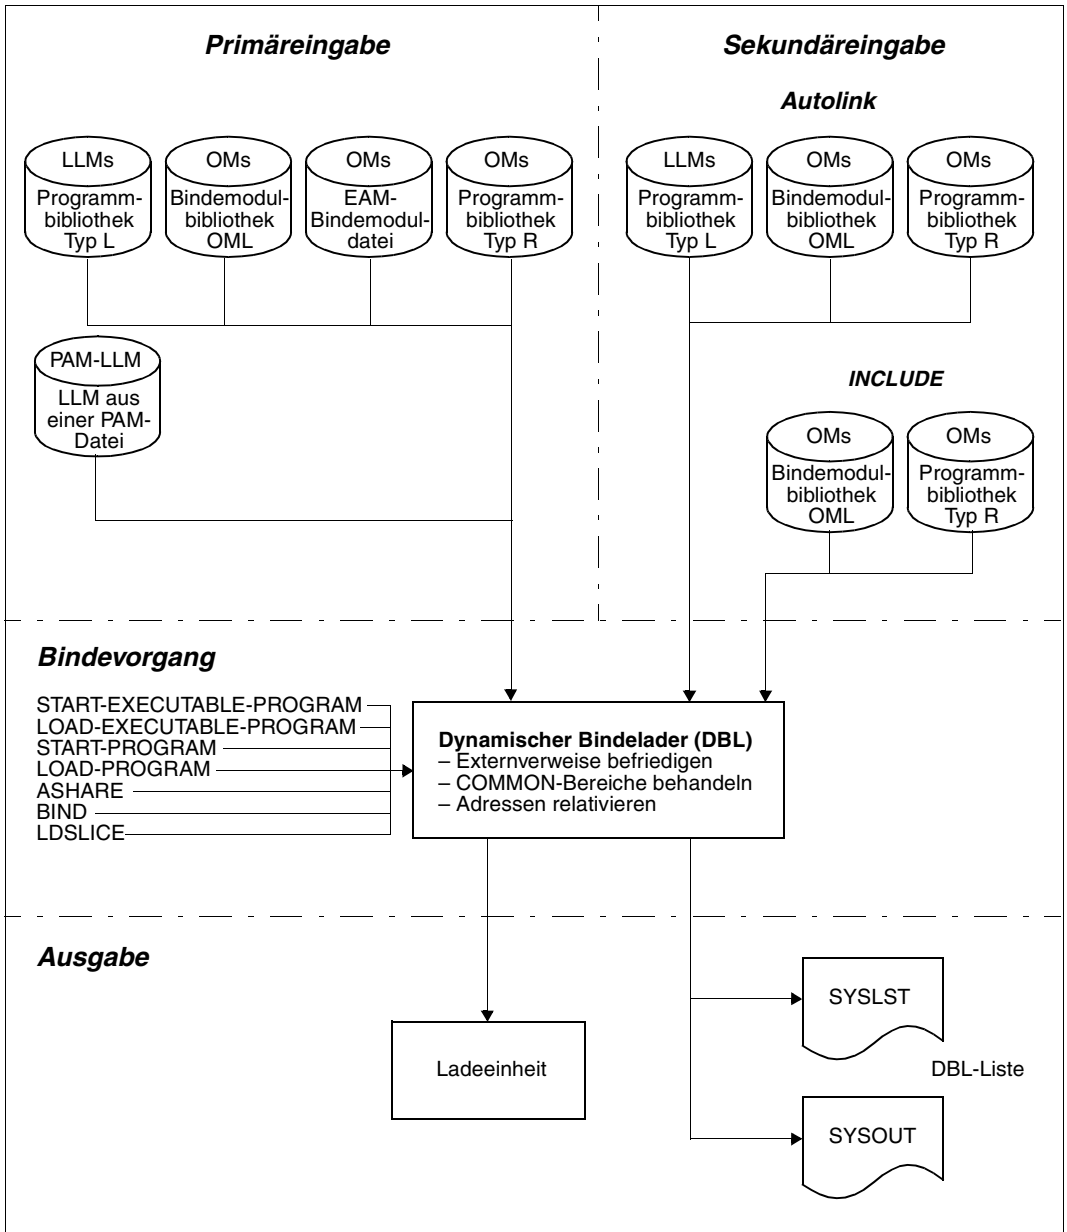 Primäreingabe
Sekundäreingabe
Autolink
LLMs
Programm-
bibliothek
Typ L
OMs
Bindemodul-
bibliothek
OML
OMs
EAM-
Bindemodul-
datei
OMs
Programm-
bibliothek
Typ R
LLMs
Programm-
bibliothek
Typ L
OMs
Bindemodul-
bibliothek
OML
OMs
Programm-
bibliothek
Typ R
PAM-LLM
LLM aus
einer PAM-
Datei
INCLUDE
OMs
Bindemodul-
bibliothek
OML
OMs
Programm-
bibliothek
Typ R
Bindevorgang
START-EXECUTABLE-PROGRAM
LOAD-EXECUTABLE-PROGRAM
START-PROGRAM
LOAD-PROGRAM
ASHARE
BIND
LDSLICE
Dynamischer Bindelader (DBL)
– Externverweise befriedigen
– COMMON-Bereiche behandeln
– Adressen relativieren
Ausgabe
Ladeeinheit
SYSLST
DBL-Liste
SYSOUT